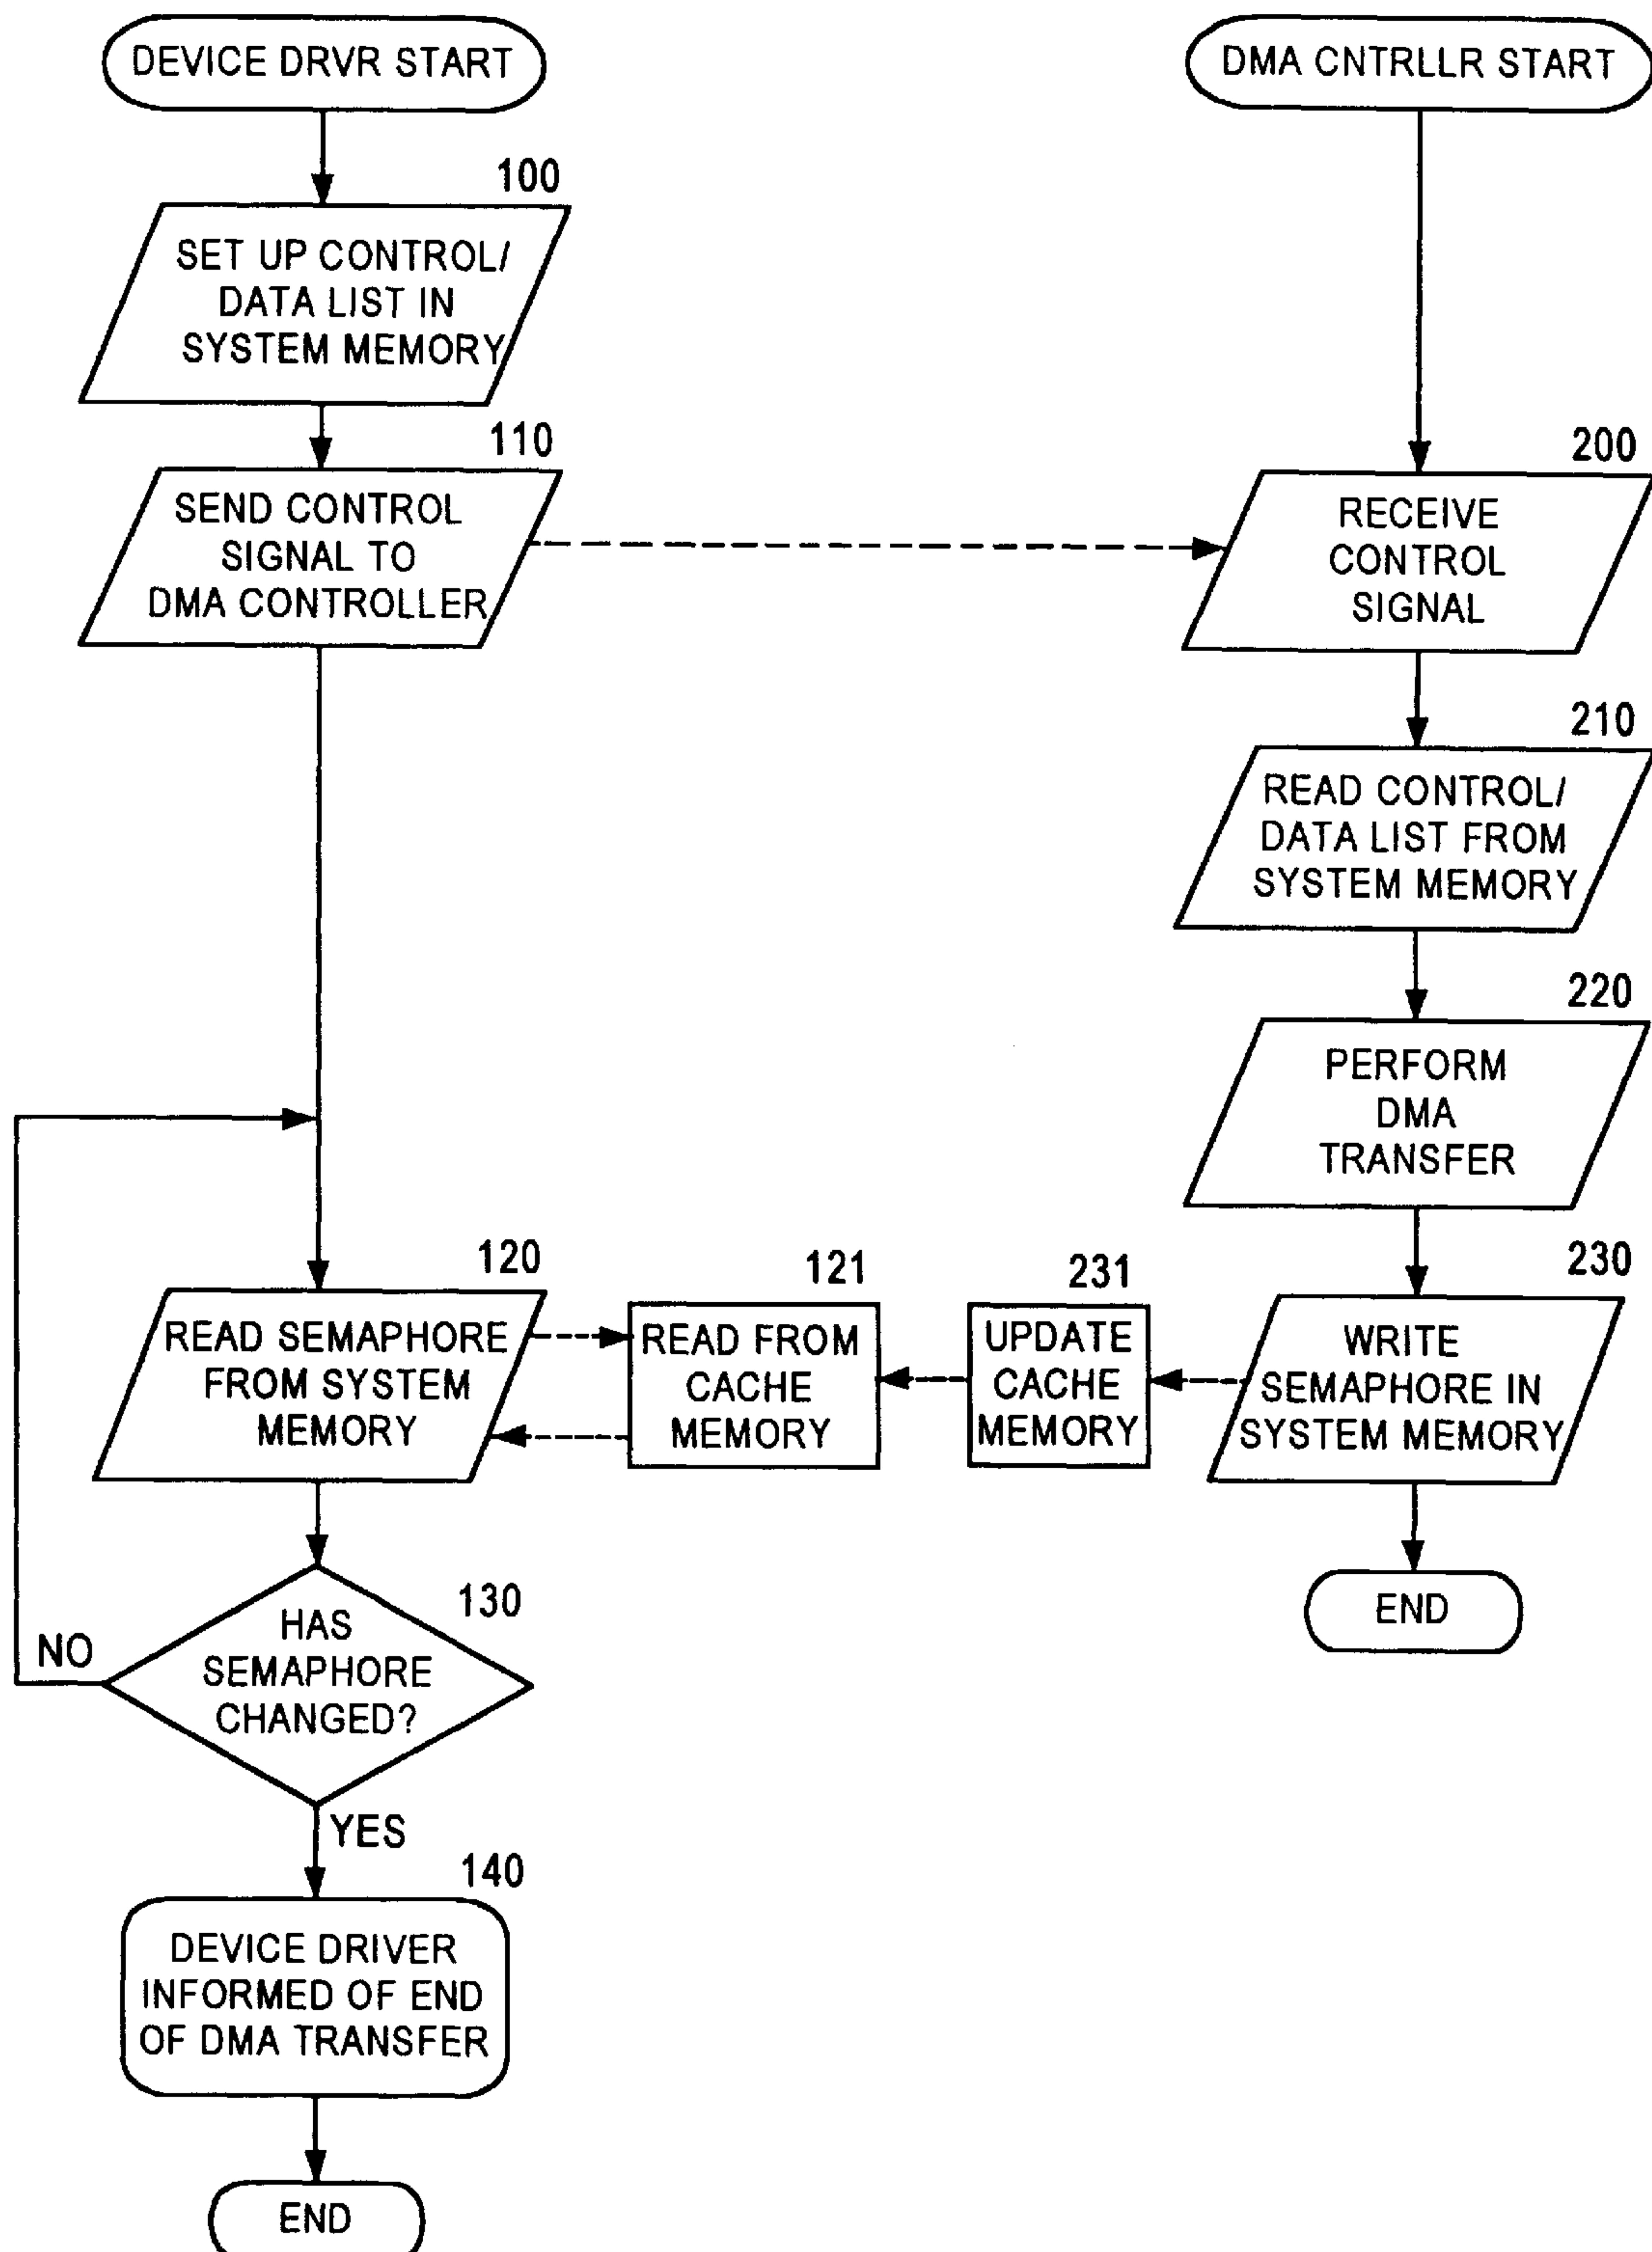 DEVICE DRVR START
100
SET UP CONTROL/
DATA LIST IN
SYSTEM MEMORY
110
SEND CONTROL
SIGNAL TO
DMA CONTROLLER
120
READ SEMAPHORE
FROM SYSTEM
MEMORY
121
READ FROM
CACHE
MEMORY
130
HAS
SEMAPHORE
CHANGED?
NO
YES
140
DEVICE DRIVER
INFORMED OF END
OF DMA TRANSFER
END
DMA CNTRLLR START
200
RECEIVE
CONTROL
SIGNAL
210
READ CONTROL/
DATA LIST FROM
SYSTEM MEMORY
220
PERFORM
DMA
TRANSFER
230
WRITE
SEMAPHORE IN
SYSTEM MEMORY
231
UPDATE
CACHE
MEMORY
END